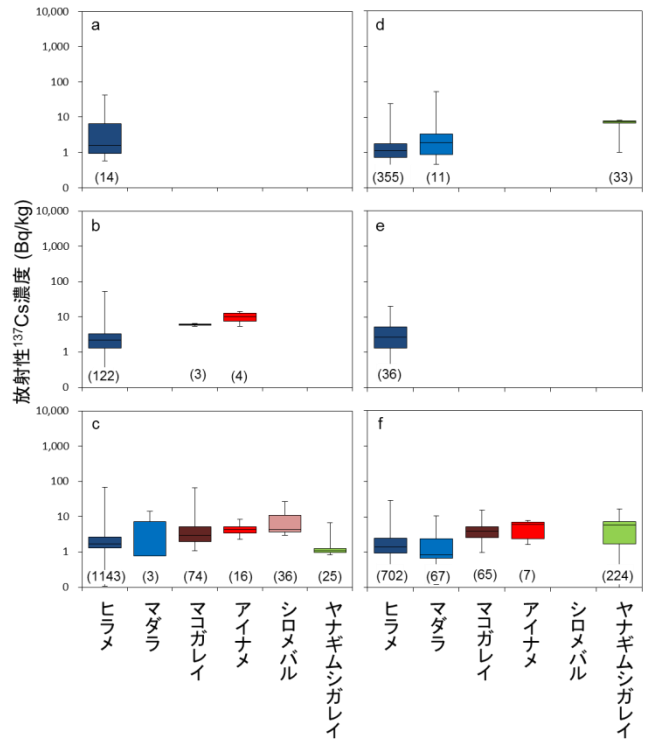 放射性137Cs濃度 (Bq/kg)
a
10,000
1,000
100
10
1
0
(14)
d
(355)
(11)
(33)
b
10,000
1,000
100
10
1
0
(122)
(3)
(4)
e
(36)
c
10,000
1,000
100
10
1
0
(1143)
(3)
(74)
(16)
(36)
(25)
f
(702)
(67)
(65)
(7)
(224)
ヒラメ
マダラ
マコガレイ
アイナメ
シロメバル
ヤナギムシガレイ
ヒラメ
マダラ
マコガレイ
アイナメ
シロメバル
ヤナギムシガレイ